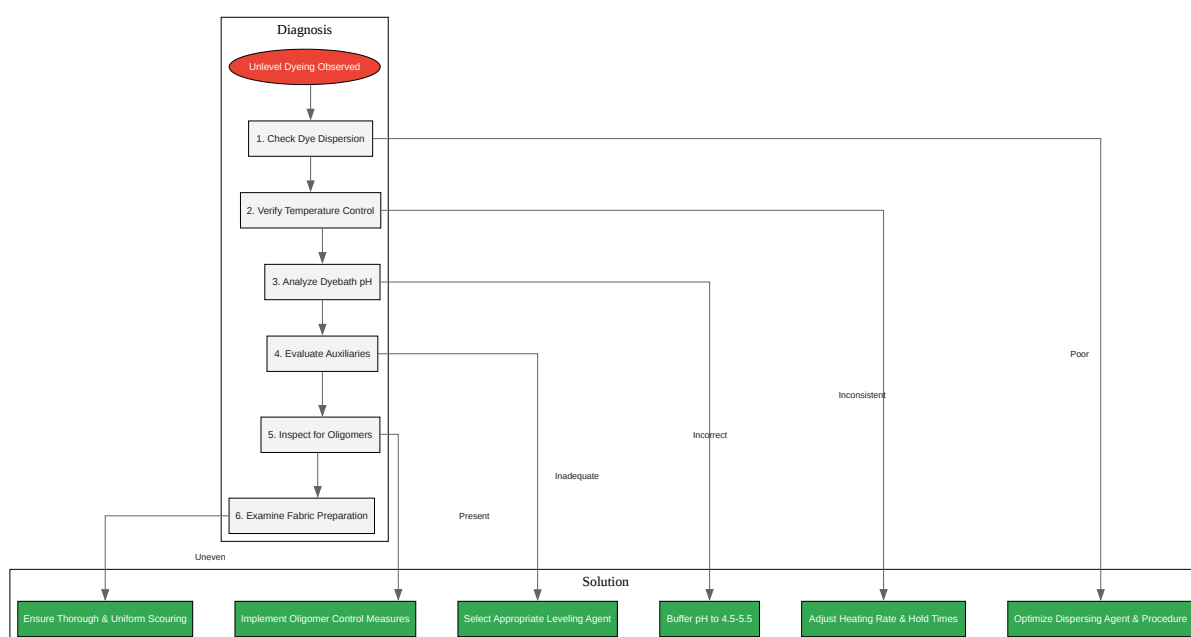 Diagnosis
Unlevel Dyeing Observed
1. Check Dye Dispersion
2. Verify Temperature Control
3. Analyze Dyebath pH
4. Evaluate Auxiliaries
Poor
Inconsistent
5. Inspect for Oligomers
Incorrect
Inadequate
6. Examine Fabric Preparation
Present
Uneven
Solution
Ensure Thorough & Uniform Scouring
Implement Oligomer Control Measures
Select Appropriate Leveling Agent
Buffer pH to 4.5-5.5
Adjust Heating Rate & Hold Times
Optimize Dispersing Agent & Procedure